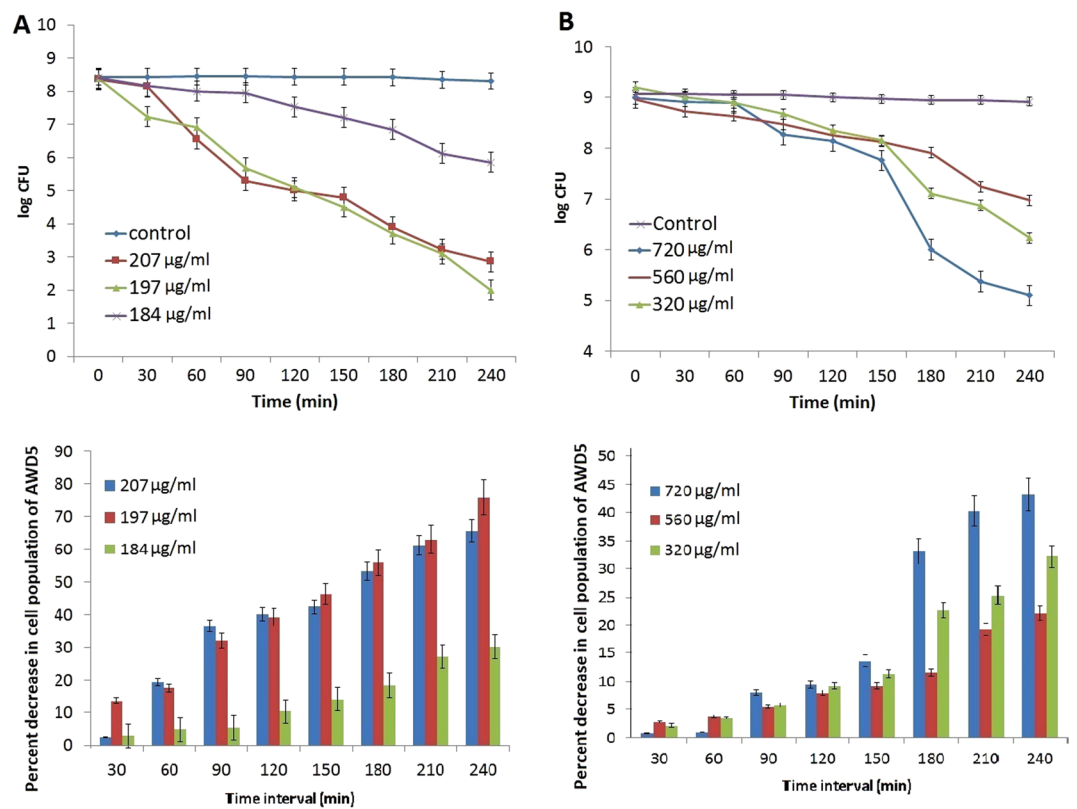 A
10
9
8
7
6
5
4
3
2
1
0
log CFU
control
207 µg/ml
197 µg/ml
184 µg/ml
0 30 60 90 120 150 180 210 240
Time (min)
B
10
9
8
7
6
5
4
log CFU
Control
720 µg/ml
560 µg/ml
320 µg/ml
0 30 60 90 120 150 180 210 240
Time (min)
Percent decrease in cell population of AWD5
90
80
70
60
50
40
30
20
10
0
207 µg/ml
197 µg/ml
184 µg/ml
30 60 90 120 150 180 210 240
Time interval (min)
Percent decrease in cell population of AWD5
50
45
40
35
30
25
20
15
10
5
0
720 µg/ml
560 µg/ml
320 µg/ml
30 60 90 120 150 180 210 240
Time interval (min)